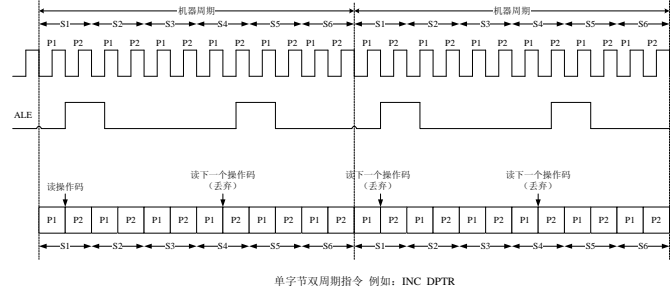 机器周期 机器周期
S1 S2 S3 S4 S5 S6 S1 S2 S3 S4 S5 S6
P1 P2 P1 P2 P1 P2 P1 P2 P1 P2 P1 P2 P1 P2 P1 P2 P1 P2 P1 P2 P1 P2 P1 P2
ALE
读操作码 读下一个操作码 读下一个操作码 读下一个操作码
（丢弃） （丢弃） （丢弃）
P1 P2 P1 P2 P1 P2 P1 P2 P1 P2 P1 P2 P1 P2 P1 P2 P1 P2 P1 P2 P1 P2 P1 P2
S1 S2 S3 S4 S5 S6 S1 S2 S3 S4 S5 S6
单字节双周期指令 例如：INC DPTR